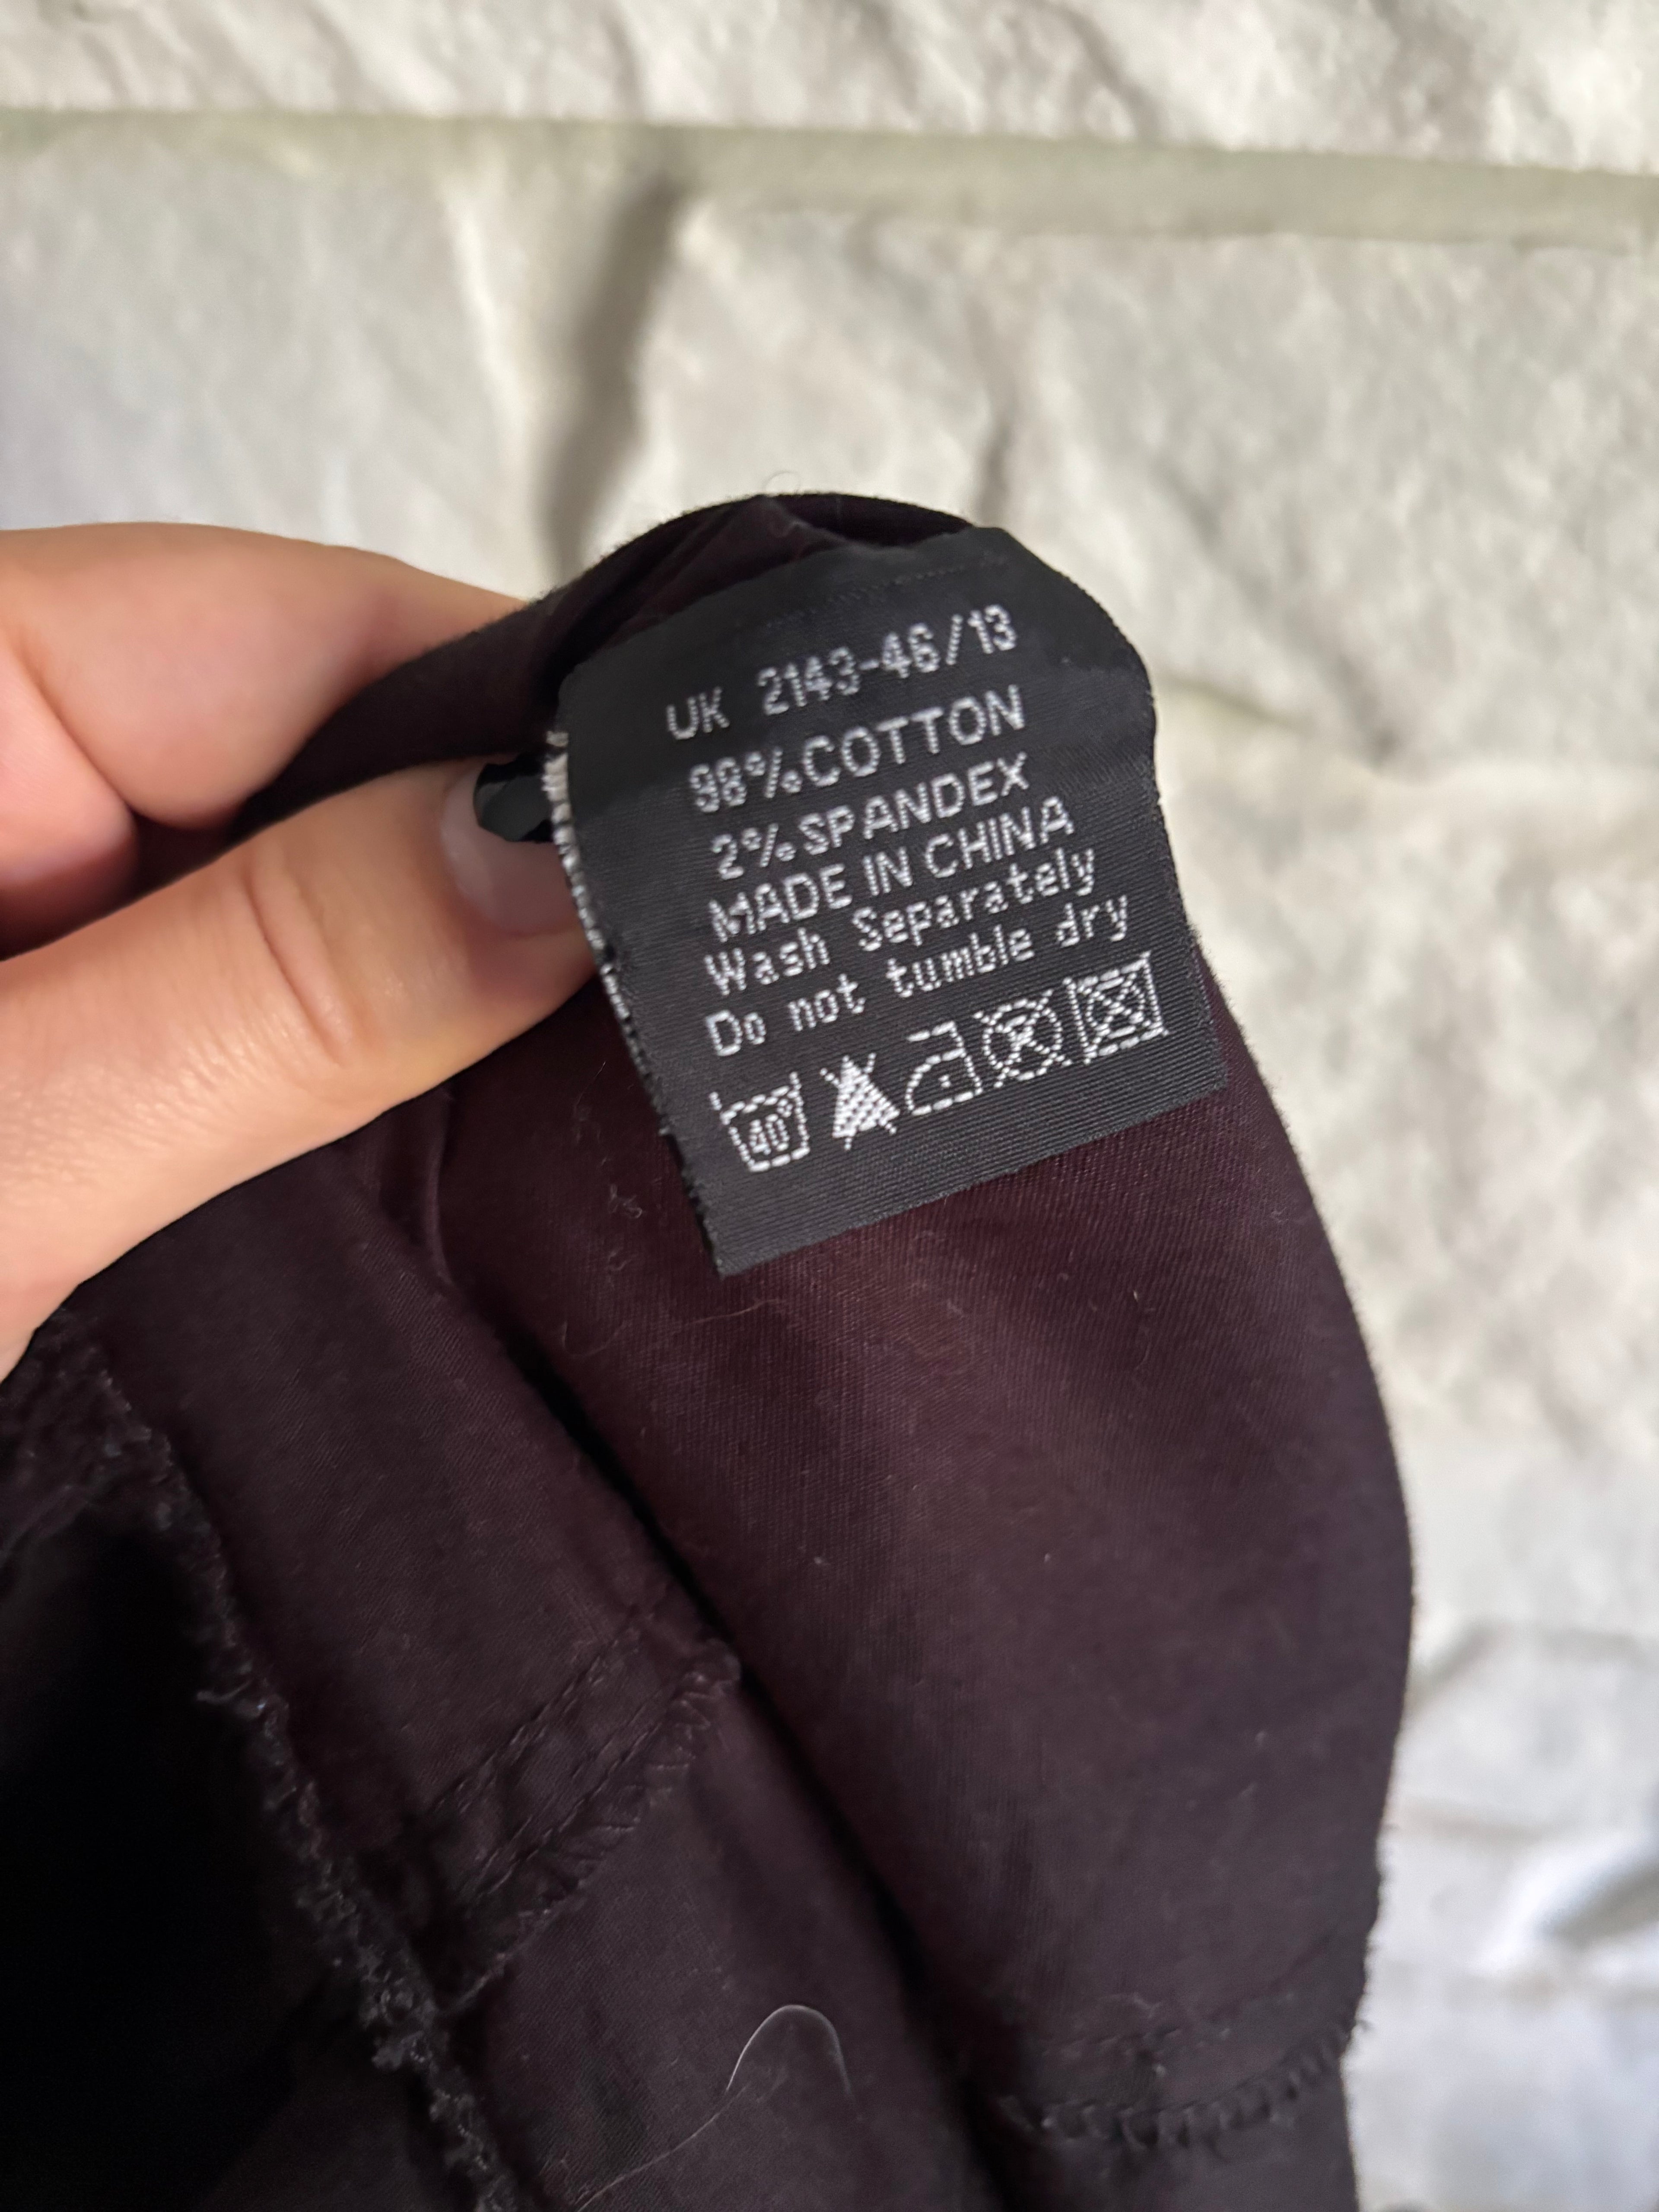 UK 2143-46/13
98%COTTON
2%SPANDEX
MADE IN CHINA
Wash Separately
Do not tumble dry
40°